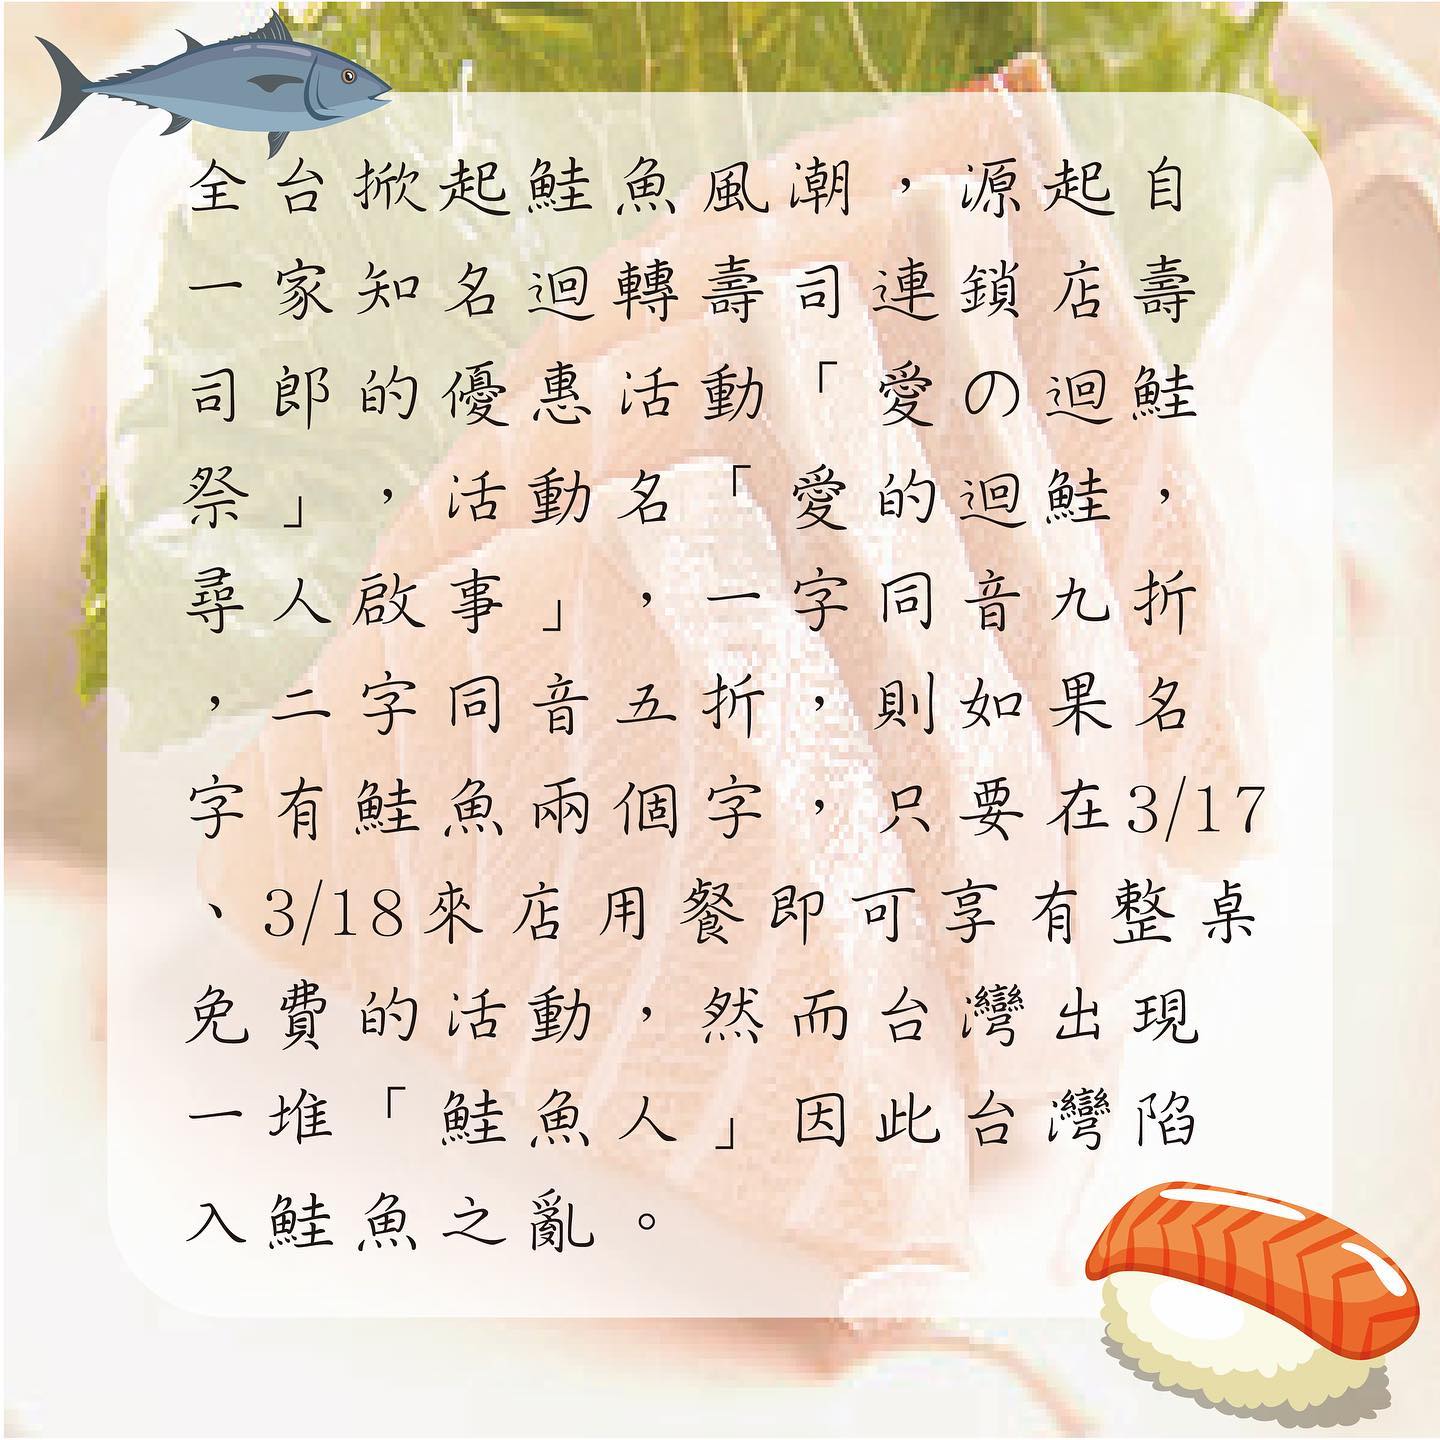 全台掀起鮭魚風潮，源起自
一家知名迴轉壽司連鎖店壽
司郎的優惠活動「愛の迴鮭
祭」，活動名「愛的迴鮭，
尋人啟事」，一字同音九折
，二字同音五折，則如果名
字有鮭魚兩個字，只要在3/17
、3/18來店用餐即可享有整桌
免費的活動，然而台灣出現
一堆「鮭魚人」因此台灣陷
入鮭魚之亂。